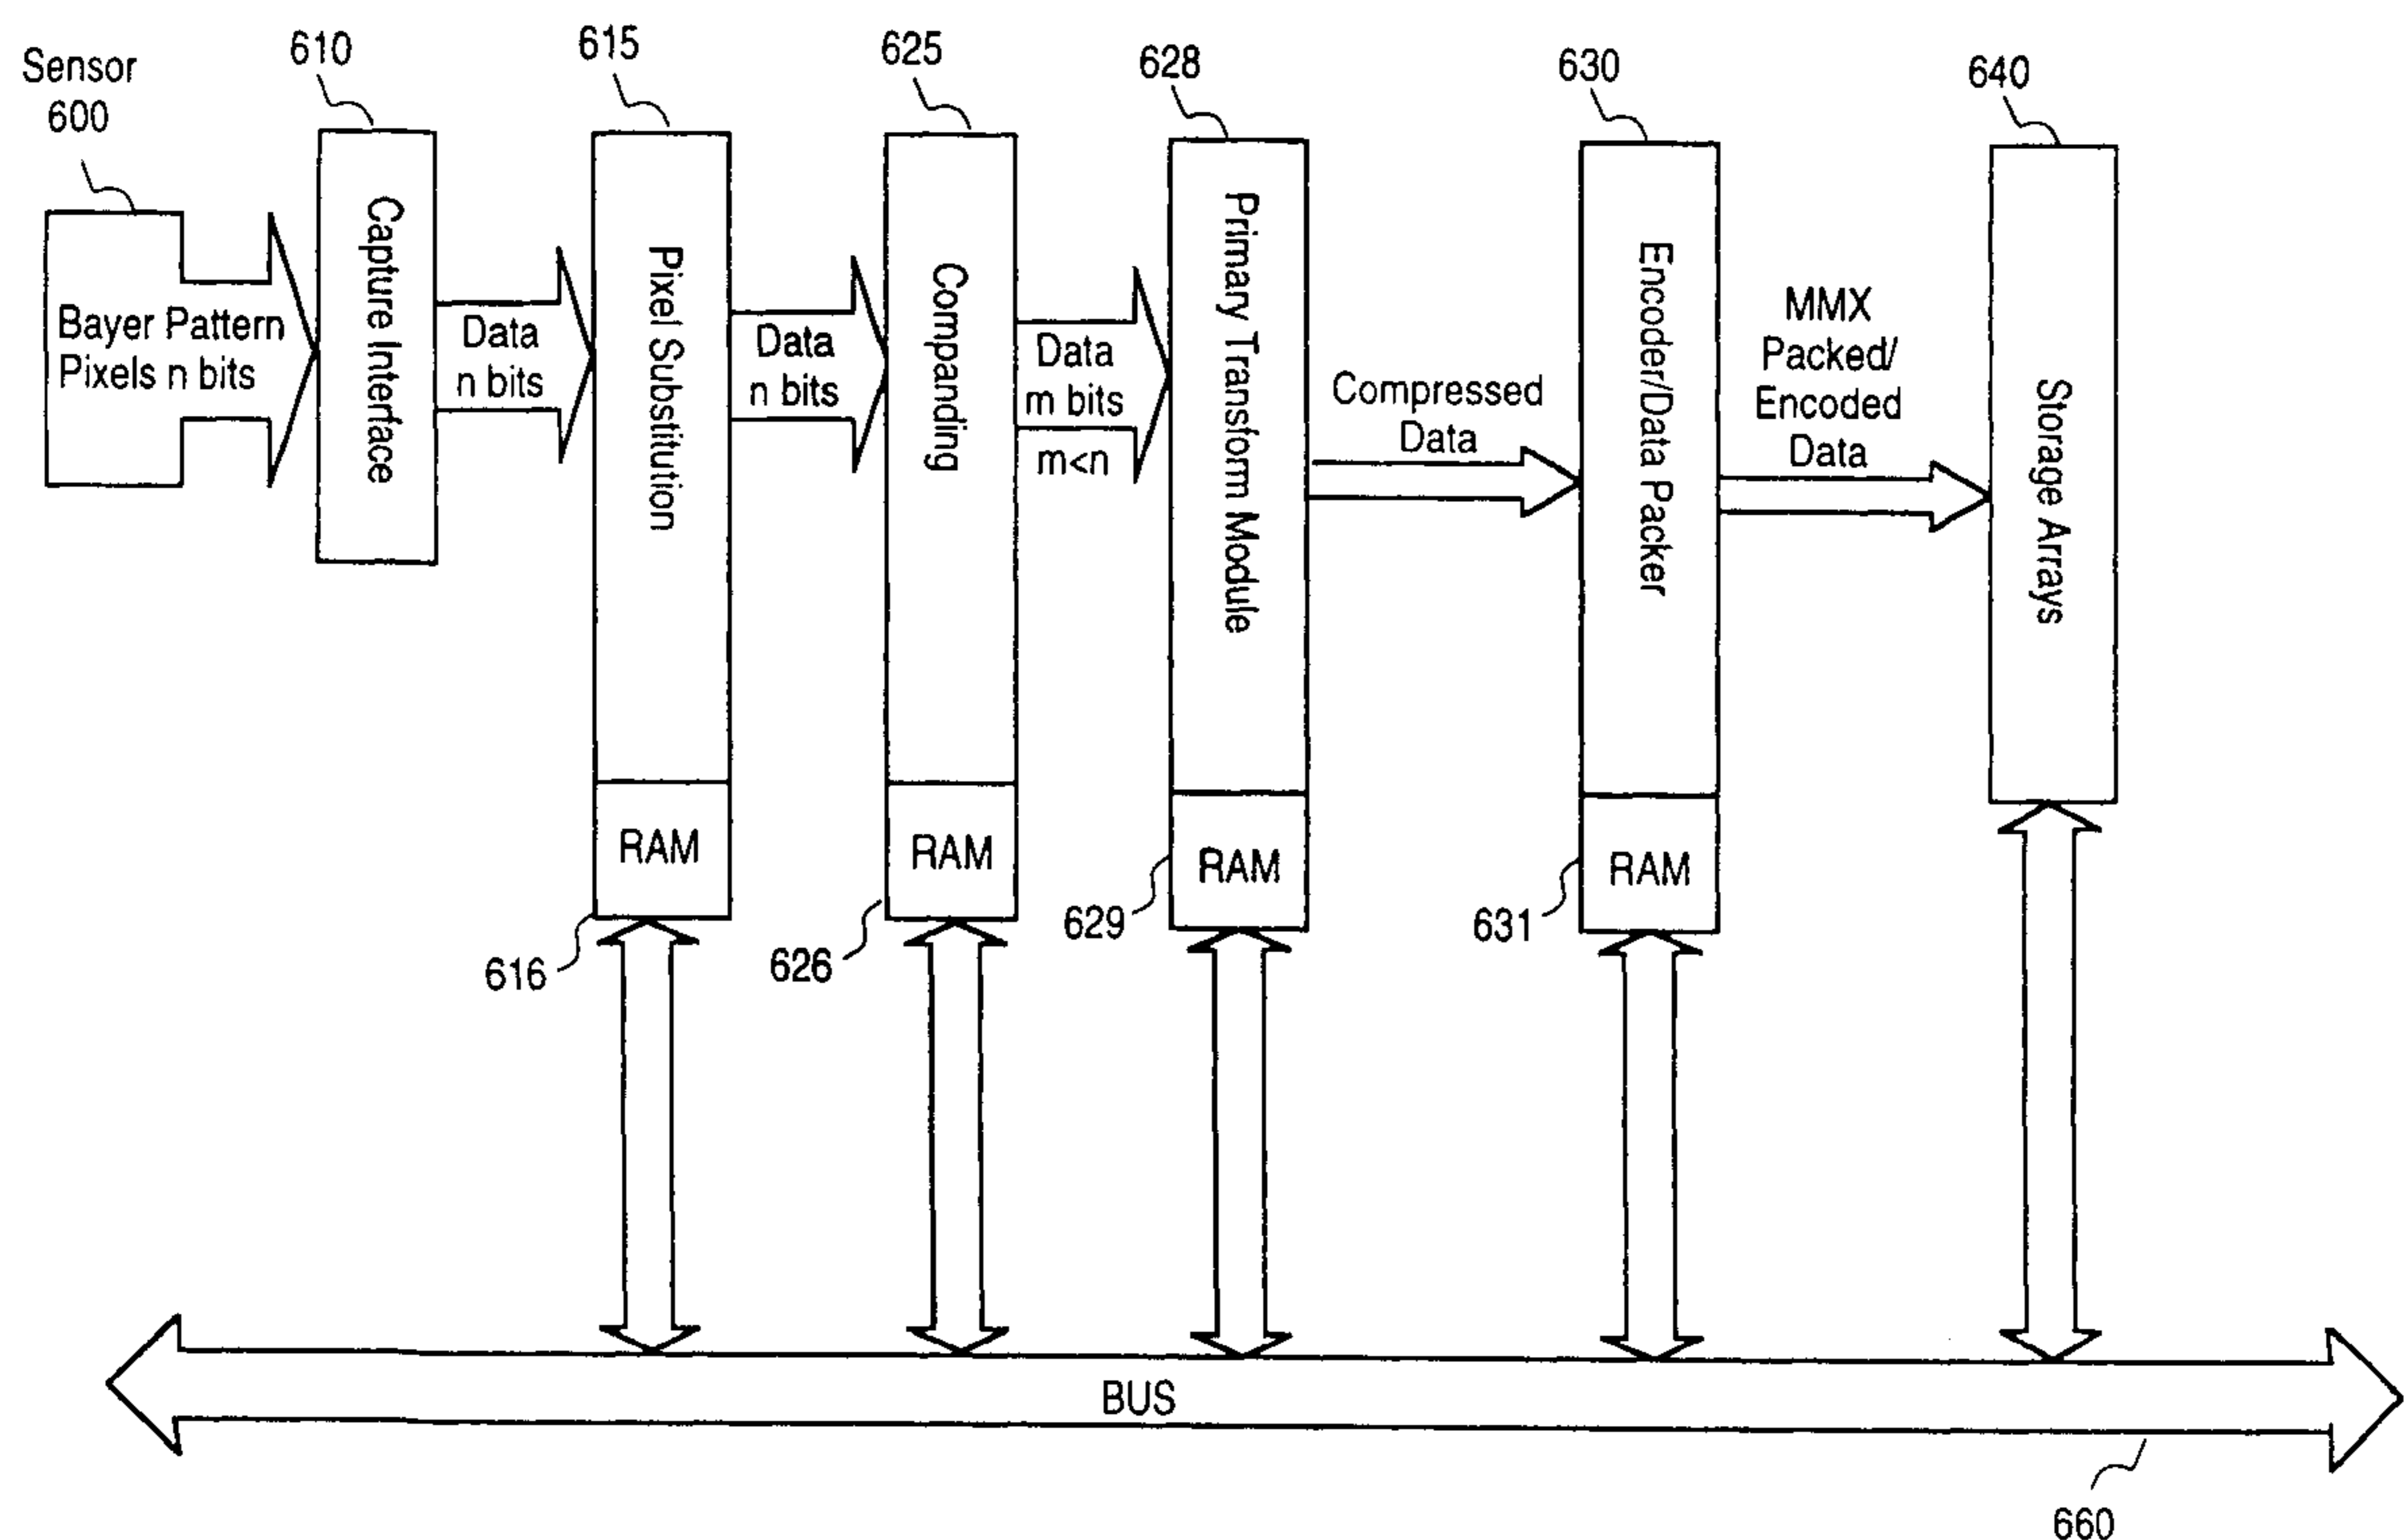 Sensor
600
610
615
625
628
630
640
Bayer Pattern
Pixels n bits
Capture Interface
Data
n bits
Pixel Substitution
Data
n bits
Companding
Data
m bits
m<n
Primary Transform Module
Compressed
Data
Encoder/Data Packer
MMX
Packed/
Encoded
Data
Storage Arrays
RAM
RAM
RAM
RAM
616
626
629
631
BUS
660